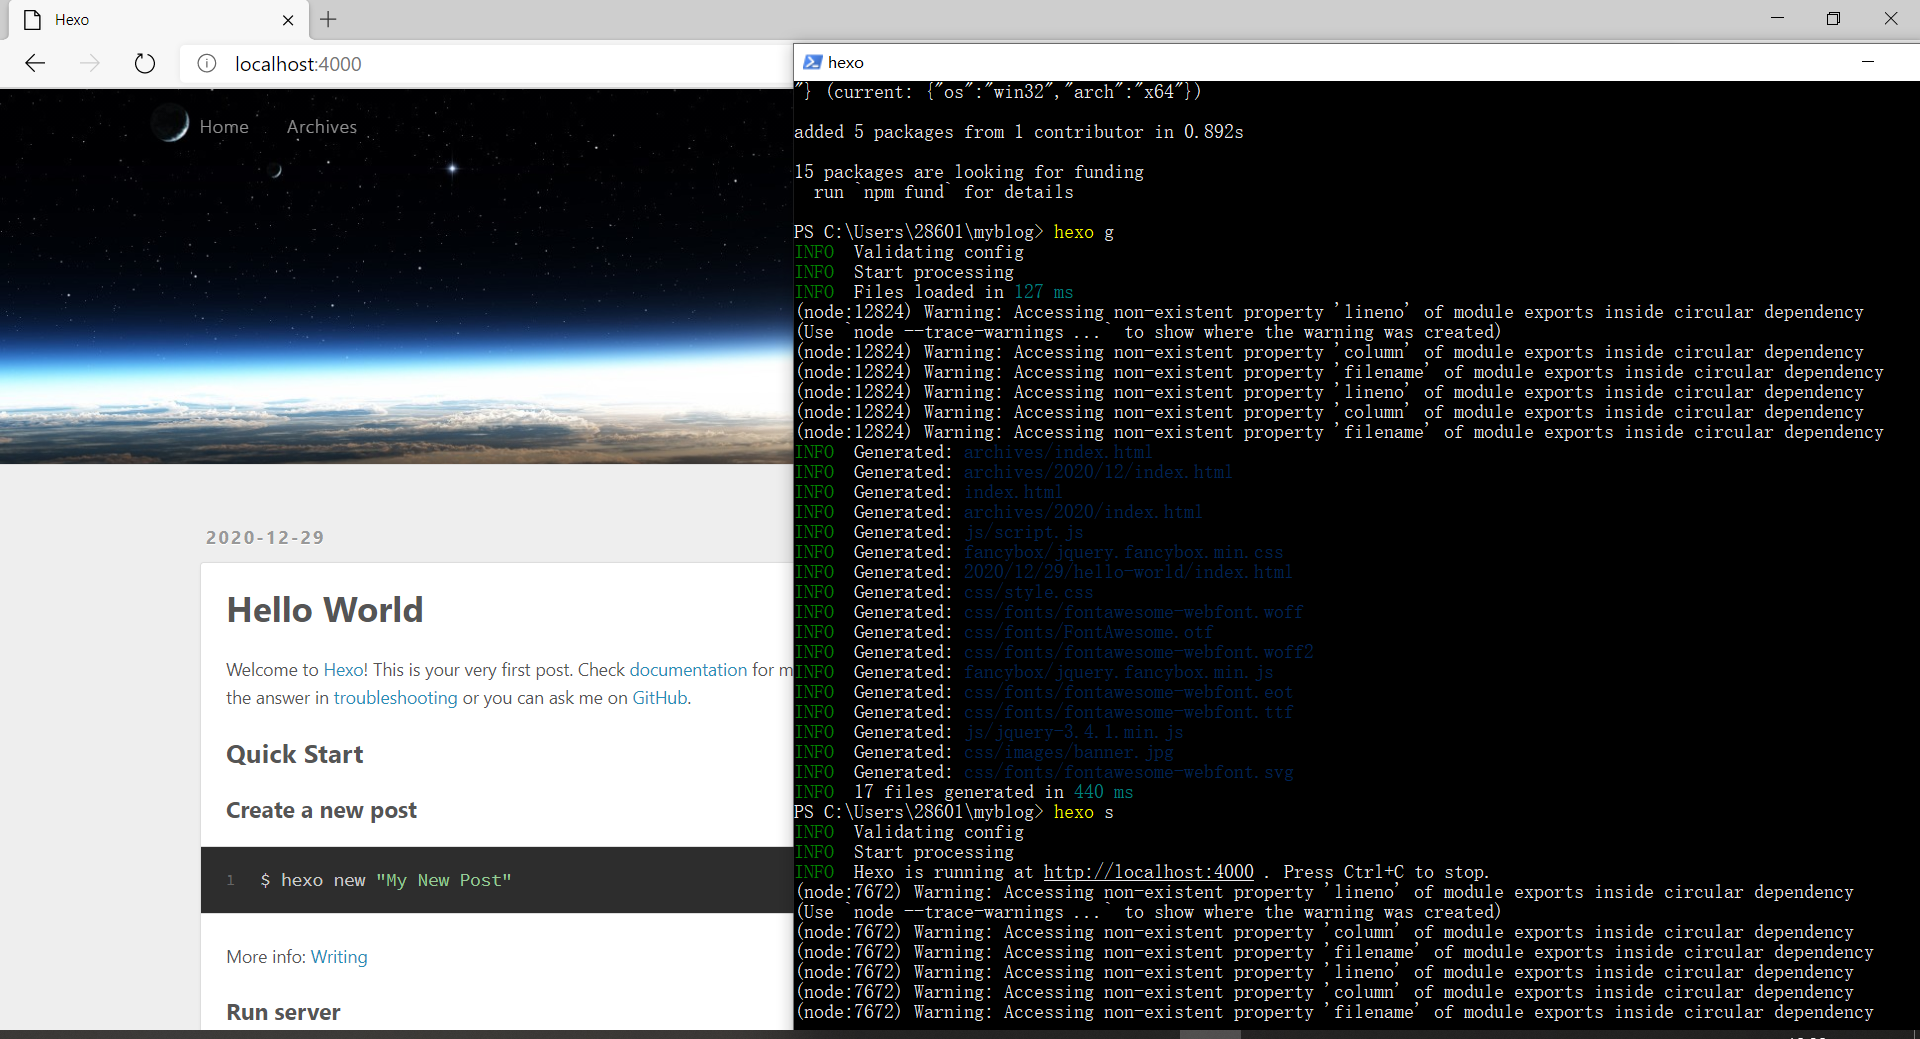 Hexo
localhost:4000
Home
Archives
2020-12-29
Hello World
Welcome to Hexo! This is your very first post. Check documentation for m
the answer in troubleshooting or you can ask me on GitHub.
Quick Start
Create a new post
1 $ hexo new "My New Post"
More info: Writing
Run server
hexo
"} (current: {"os":"win32","arch":"x64"})
added 5 packages from 1 contributor in 0.892s
15 packages are looking for funding
run `npm fund` for details
PS C:\Users\28601\myblog> hexo g
INFO Validating config
INFO Start processing
INFO Files loaded in 127 ms
(node:12824) Warning: Accessing non-existent property 'lineno' of module exports inside circular dependency
(Use `node --trace-warnings ...` to show where the warning was created)
(node:12824) Warning: Accessing non-existent property 'column' of module exports inside circular dependency
(node:12824) Warning: Accessing non-existent property 'filename' of module exports inside circular dependency
(node:12824) Warning: Accessing non-existent property 'lineno' of module exports inside circular dependency
(node:12824) Warning: Accessing non-existent property 'column' of module exports inside circular dependency
(node:12824) Warning: Accessing non-existent property 'filename' of module exports inside circular dependency
INFO Generated: archives/index.html
INFO Generated: archives/2020/12/index.html
INFO Generated: index.html
INFO Generated: archives/2020/index.html
INFO Generated: js/script.js
INFO Generated: fancybox/jquery.fancybox.min.css
INFO Generated: 2020/12/29/hello-world/index.html
INFO Generated: css/style.css
INFO Generated: css/fonts/fontawesome-webfont.woff
INFO Generated: css/fonts/FontAwesome.otf
INFO Generated: css/fonts/fontawesome-webfont.woff2
INFO Generated: fancybox/jquery.fancybox.min.js
INFO Generated: css/fonts/fontawesome-webfont.eot
INFO Generated: css/fonts/fontawesome-webfont.ttf
INFO Generated: js/jquery-3.4.1.min.js
INFO Generated: css/images/banner.jpg
INFO Generated: css/fonts/fontawesome-webfont.svg
INFO 17 files generated in 440 ms
PS C:\Users\28601\myblog> hexo s
INFO Validating config
INFO Start processing
INFO Hexo is running at http://localhost:4000 . Press Ctrl+C to stop.
(node:7672) Warning: Accessing non-existent property 'lineno' of module exports inside circular dependency
(Use `node --trace-warnings ...` to show where the warning was created)
(node:7672) Warning: Accessing non-existent property 'column' of module exports inside circular dependency
(node:7672) Warning: Accessing non-existent property 'filename' of module exports inside circular dependency
(node:7672) Warning: Accessing non-existent property 'lineno' of module exports inside circular dependency
(node:7672) Warning: Accessing non-existent property 'column' of module exports inside circular dependency
(node:7672) Warning: Accessing non-existent property 'filename' of module exports inside circular dependency